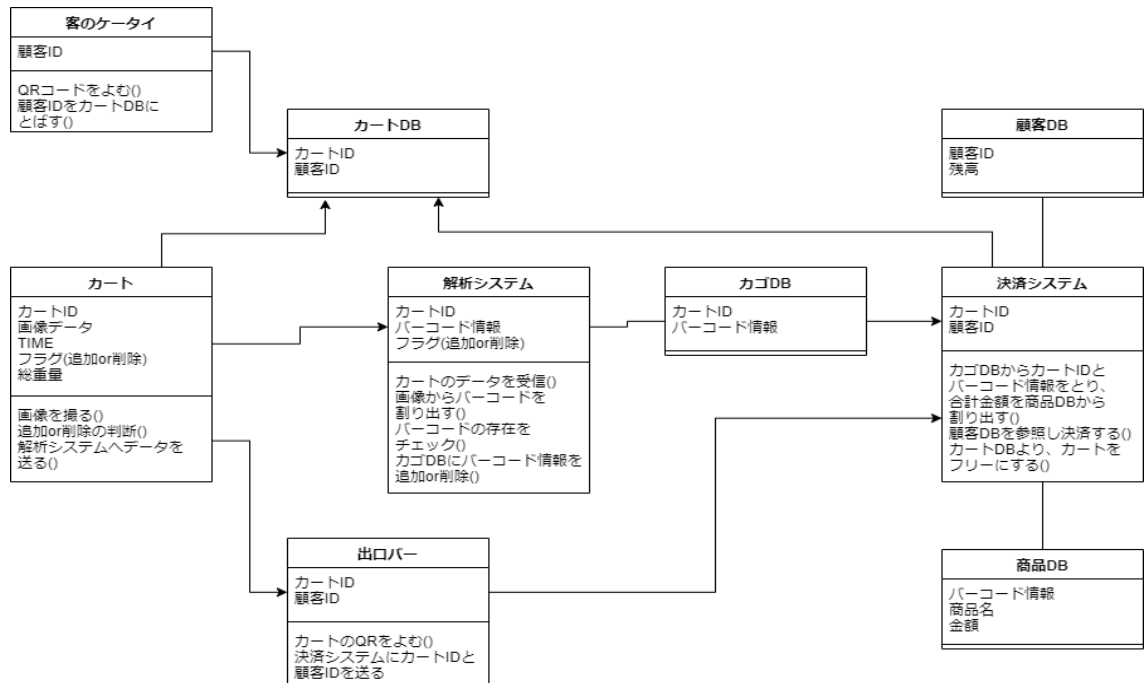 客のケータイ
顧客ID
QRコードをよむ()
顧客IDをカートDBに
とばす()
カートDB
カートID
顧客ID
顧客DB
顧客ID
残高
カート
カートID
画像データ
TIME
フラグ(追加or削除)
総重量
画像を撮る()
追加or削除の判断()
解析システムへデータを
送る()
解析システム
カートID
バーコード情報
フラグ(追加or削除)
カートのデータを受信()
画像からバーコードを
割り出す()
バーコードの存在を
チェック()
カゴDBにバーコード情報を
追加or削除()
カゴDB
カートID
バーコード情報
決済システム
カートID
顧客ID
カゴDBからカートIDと
バーコード情報をとり、
合計金額を商品DBから
割り出す()
顧客DBを参照し決済する()
カートDBより、カートを
フリーにする()
出口バー
カートID
顧客ID
カートのQRをよむ()
決済システムにカートIDと
顧客IDを送る
商品DB
バーコード情報
商品名
金額